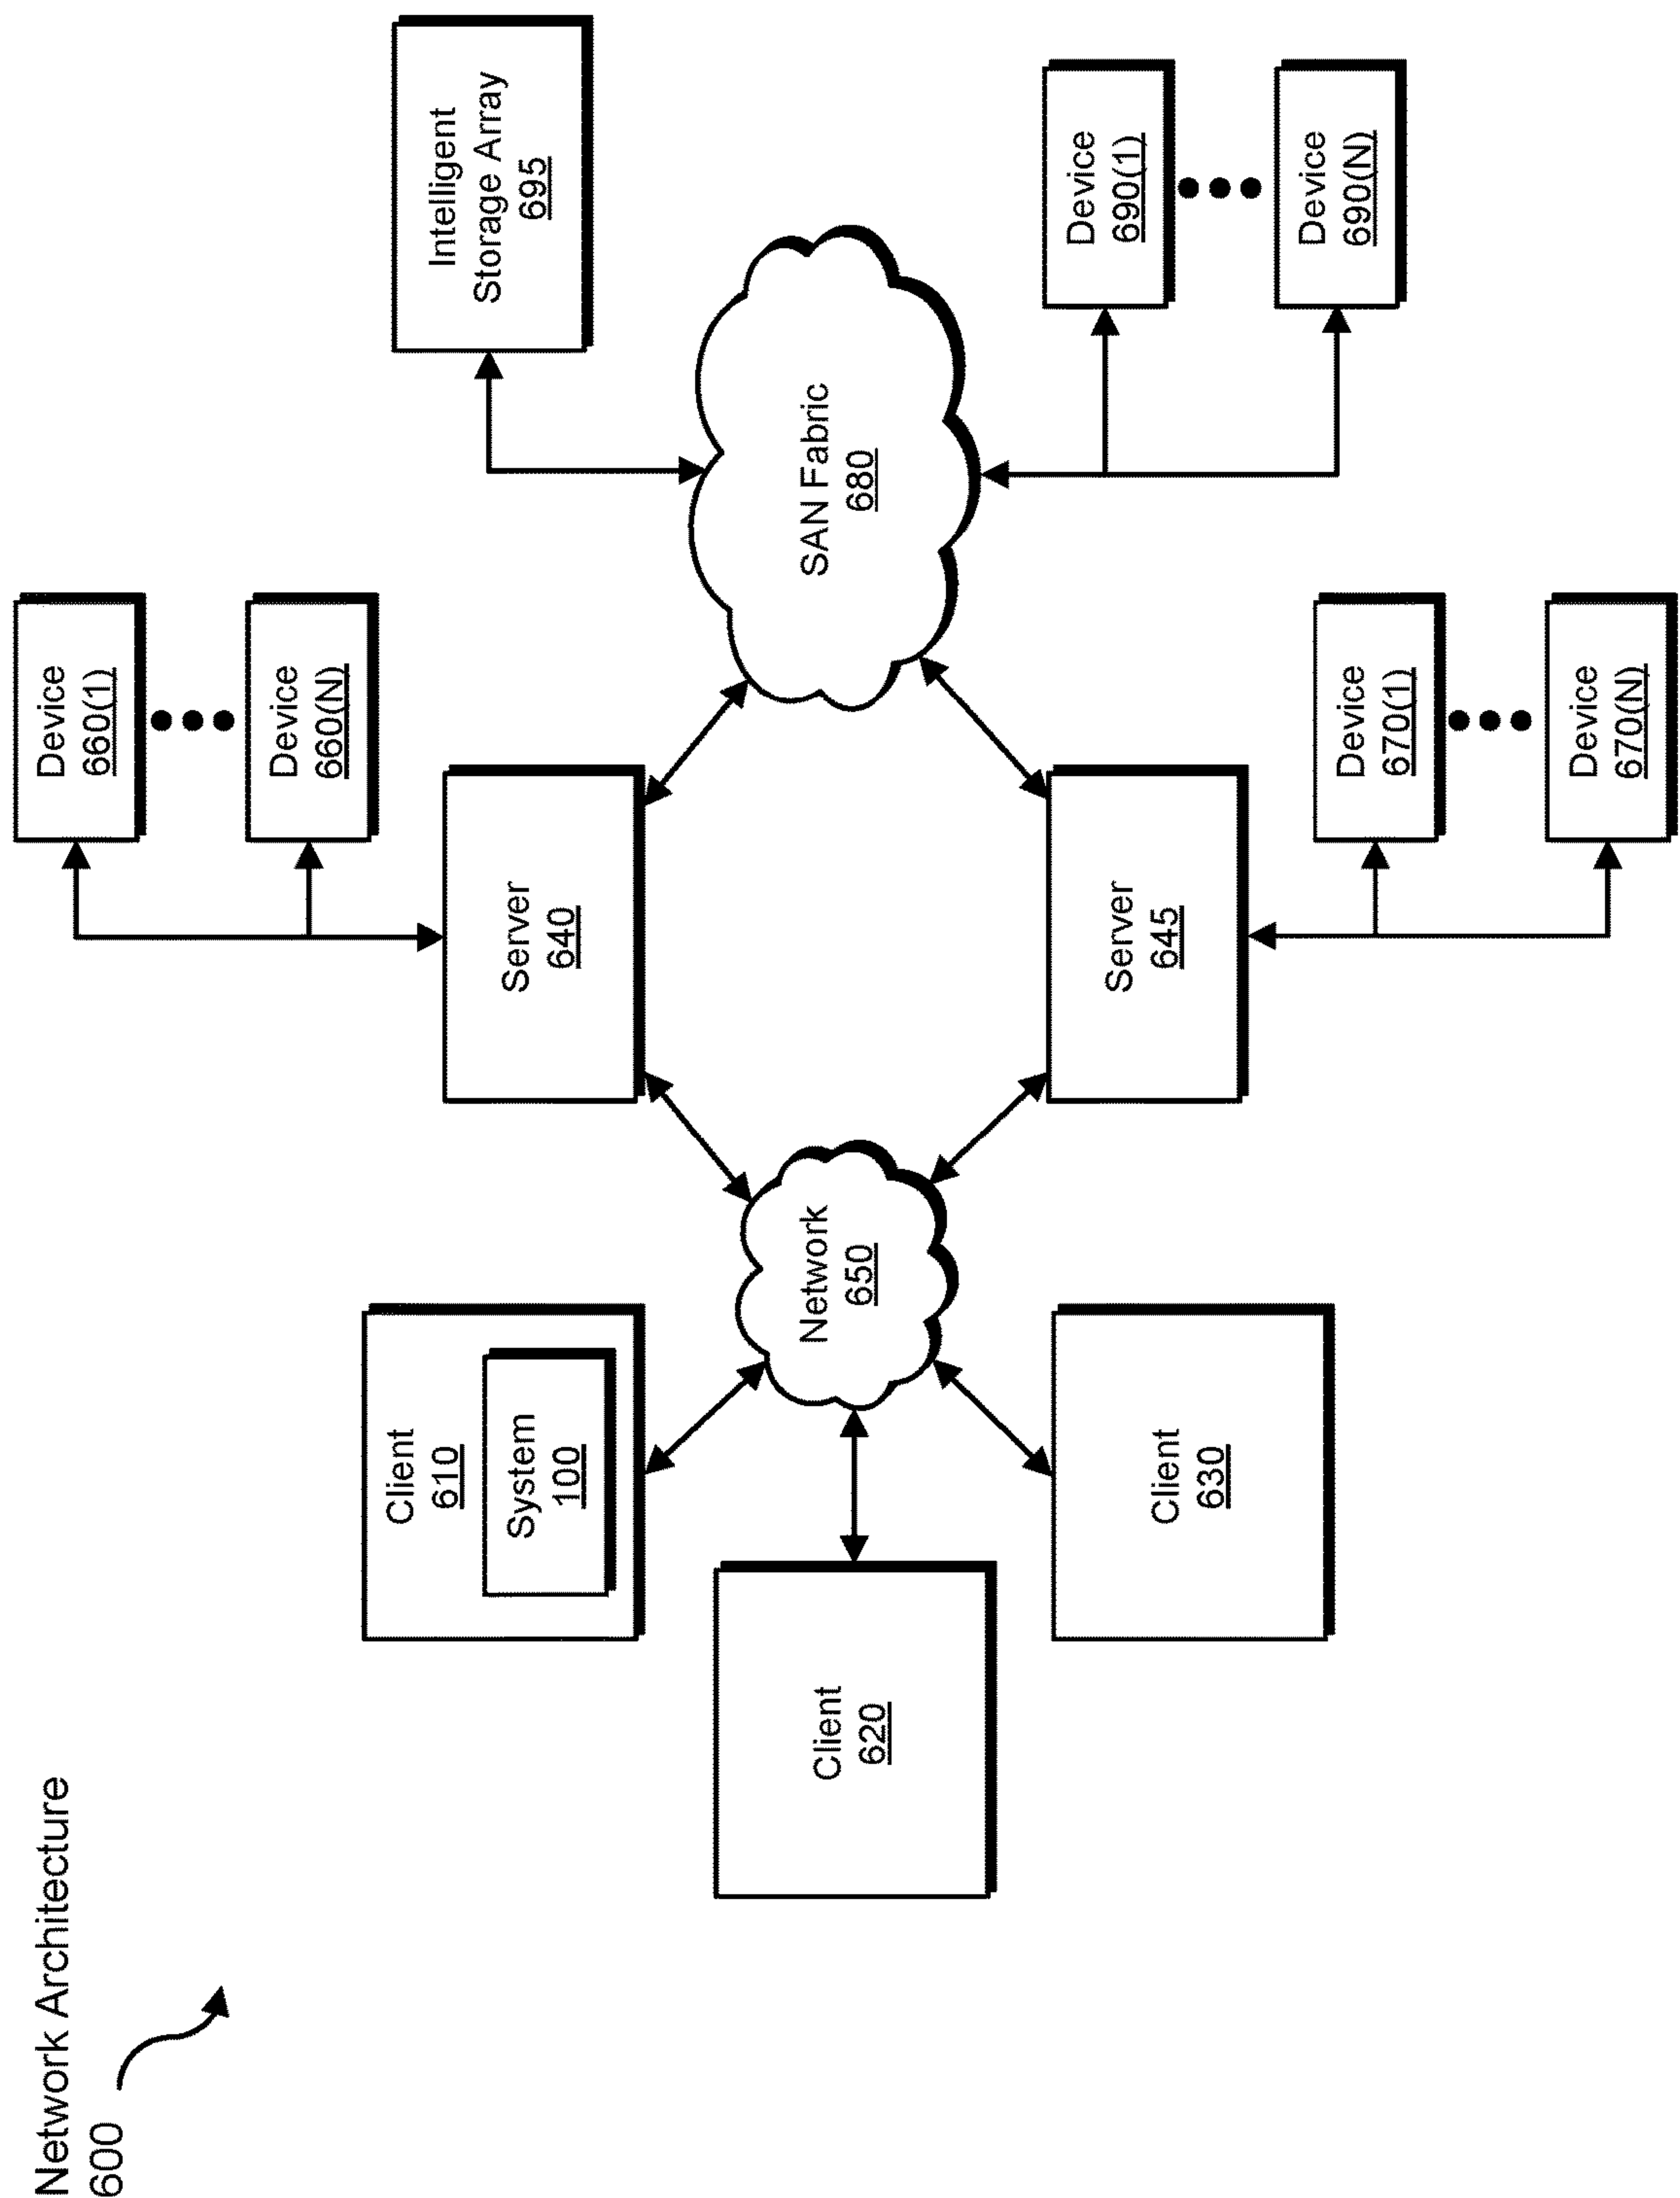 Network Architecture
600
Client
610
System
100
Client
620
Client
630
Network
650
Server
640
Server
645
Device
660(1)
Device
660(N)
Device
670(1)
Device
670(N)
SAN Fabric
680
Intelligent
Storage Array
695
Device
690(1)
Device
690(N)